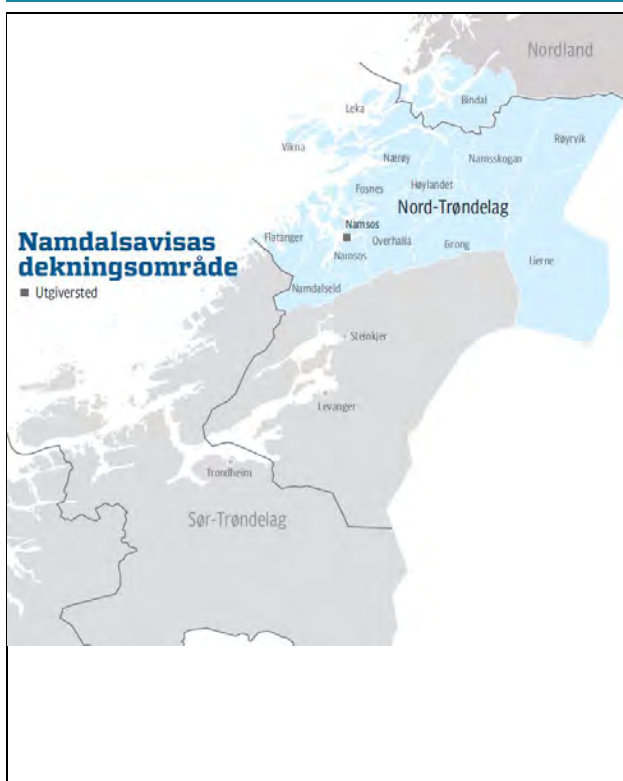 Nordland
Bindal
Leka
Røyrvik
Vikna
Nærøy
Namsskogan
Fosnes
Høylandet
Nord-Trøndelag
Namsos
Flatanger
Overhalla
Grong
Namsos
Lierne
Namdalseid
Namdalsavisas
dekningsområde
Utgiversted
Steinkjer
Levanger
Trondheim
Sør-Trøndelag